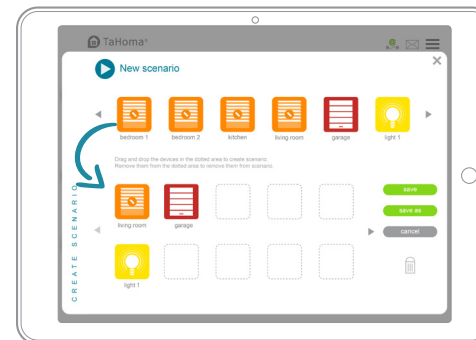 TaHoma®
New scenario
bedroom 1 bedroom 2 kitchen living room garage light 1
Drag and drop the devices in the dotted area to create scenario.
Remove them from the dotted area to remove them from scenario.
CREATE SCENARIO
living room garage
save
save as
cancel
light 1